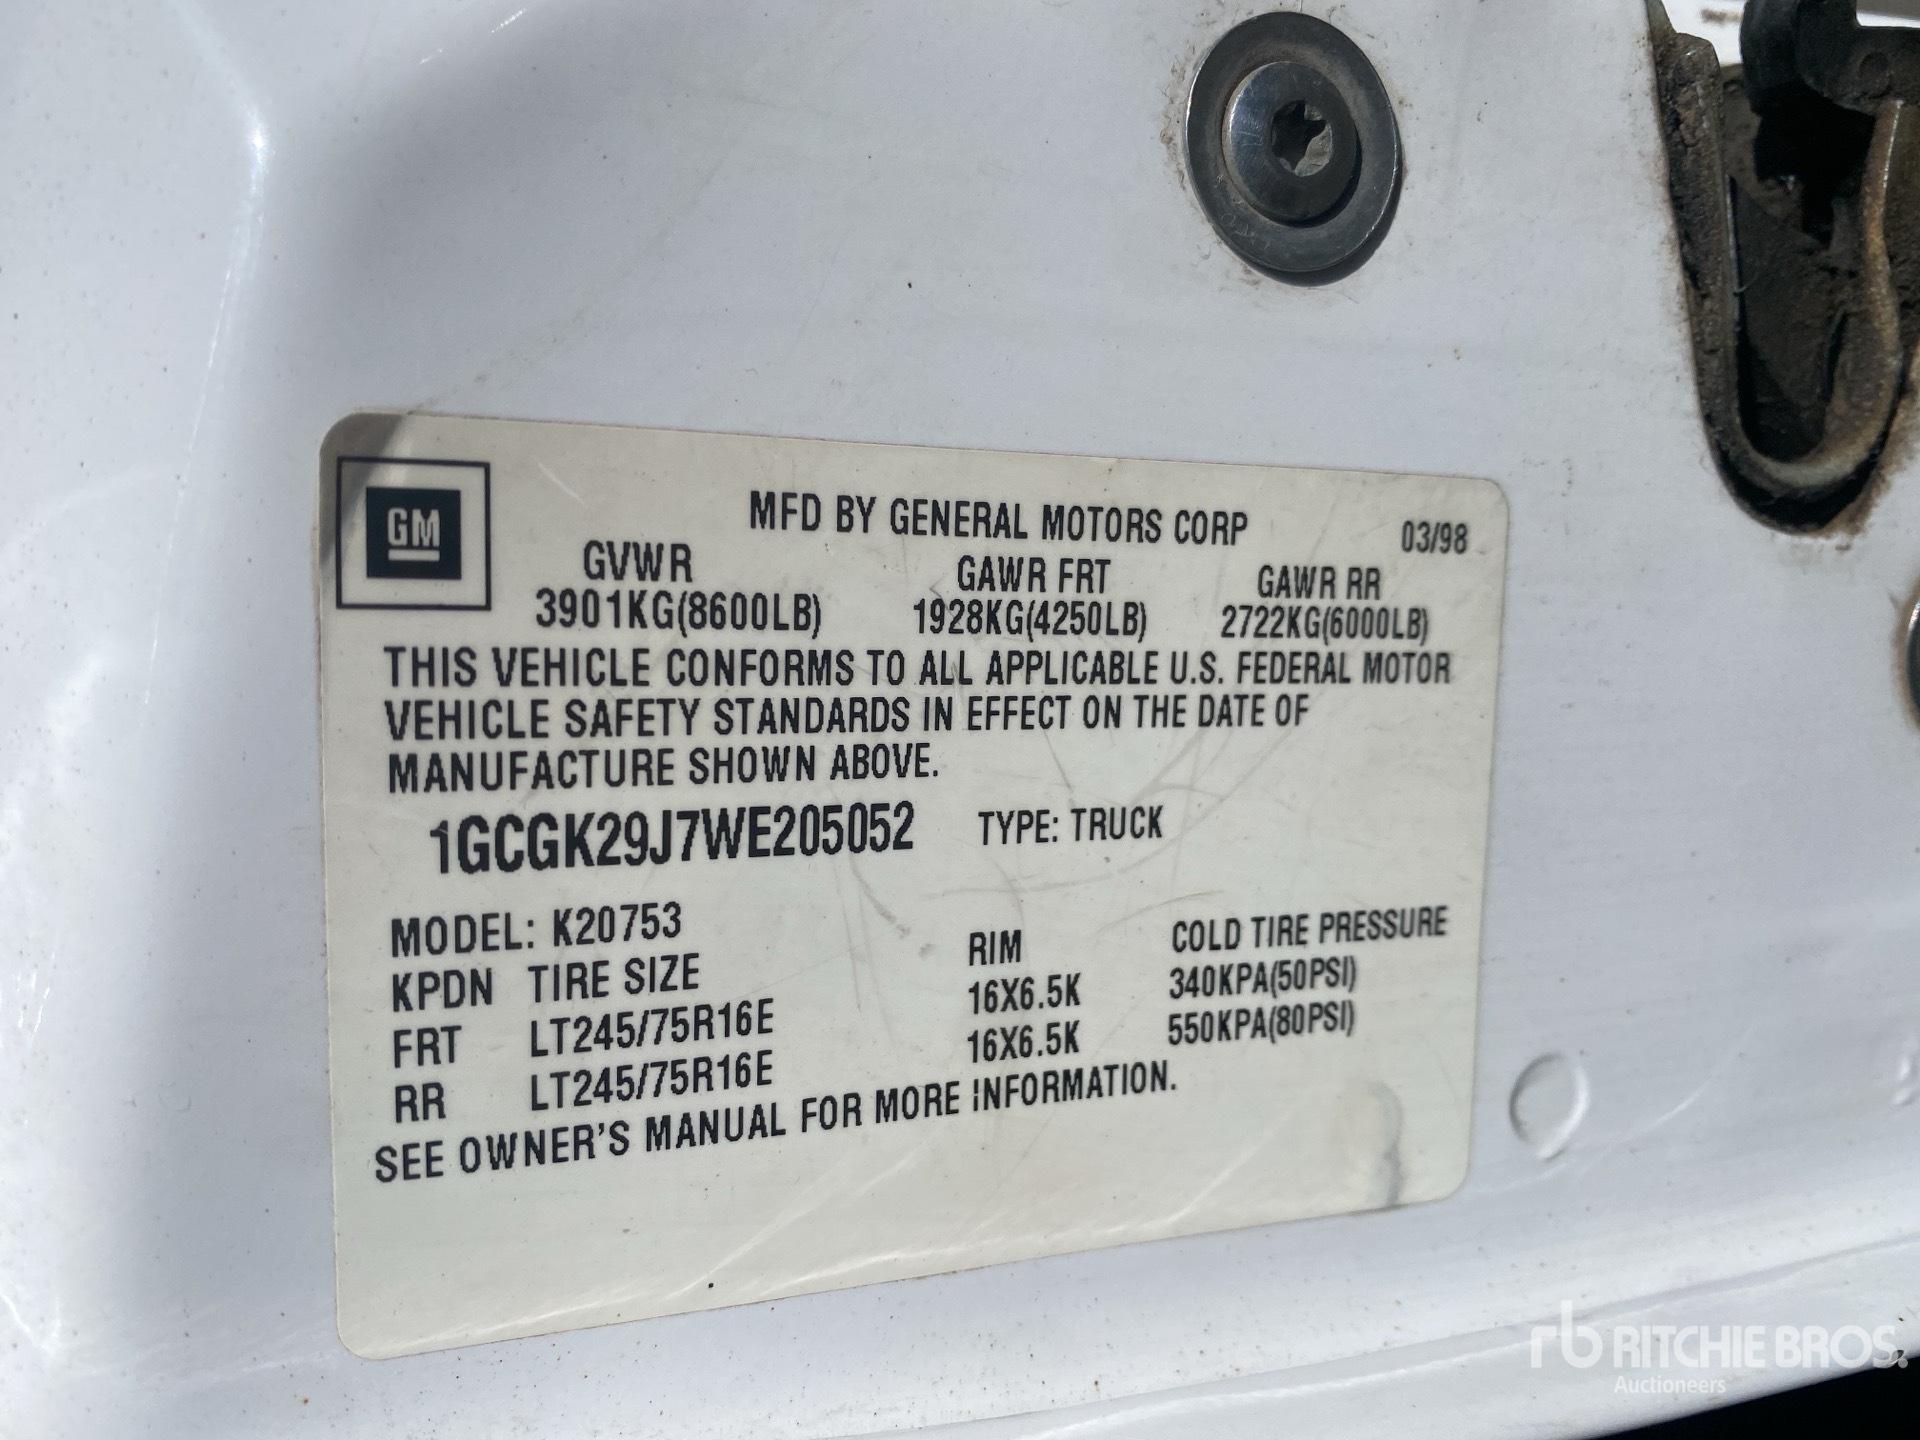 GM
MFD BY GENERAL MOTORS CORP 03/98
GVWR GAWR FRT GAWR RR
3901KG(8600LB) 1928KG(4250LB) 2722KG(6000LB)
THIS VEHICLE CONFORMS TO ALL APPLICABLE U.S. FEDERAL MOTOR
VEHICLE SAFETY STANDARDS IN EFFECT ON THE DATE OF
MANUFACTURE SHOWN ABOVE.
1GCGK29J7WE205052 TYPE: TRUCK
MODEL: K20753
KPDN TIRE SIZE RIM COLD TIRE PRESSURE
FRT LT245/75R16E 16X6.5K 340KPA(50PSI)
RR LT245/75R16E 16X6.5K 550KPA(80PSI)
SEE OWNER'S MANUAL FOR MORE INFORMATION.
rb RITCHIE BROS.
Auctioneers